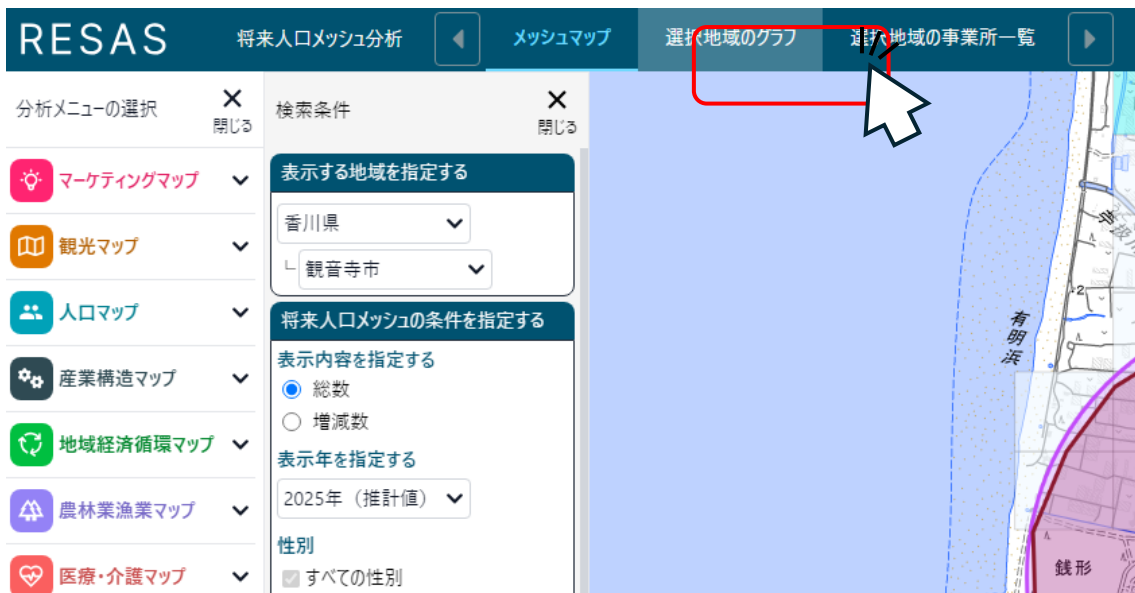 RESAS 将来人口メッシュ分析 メッシュマップ 選択地域のグラフ 選択地域の事業所一覧
分析メニューの選択
閉じる
マーケティングマップ
観光マップ
人口マップ
産業構造マップ
地域経済循環マップ
農林業漁業マップ
医療・介護マップ
検索条件
閉じる
表示する地域を指定する
香川県
└ 観音寺市
将来人口メッシュの条件を指定する
表示内容を指定する
総数
増減数
表示年を指定する
2025年（推計値）
性別
すべての性別
有明浜
2
銭形